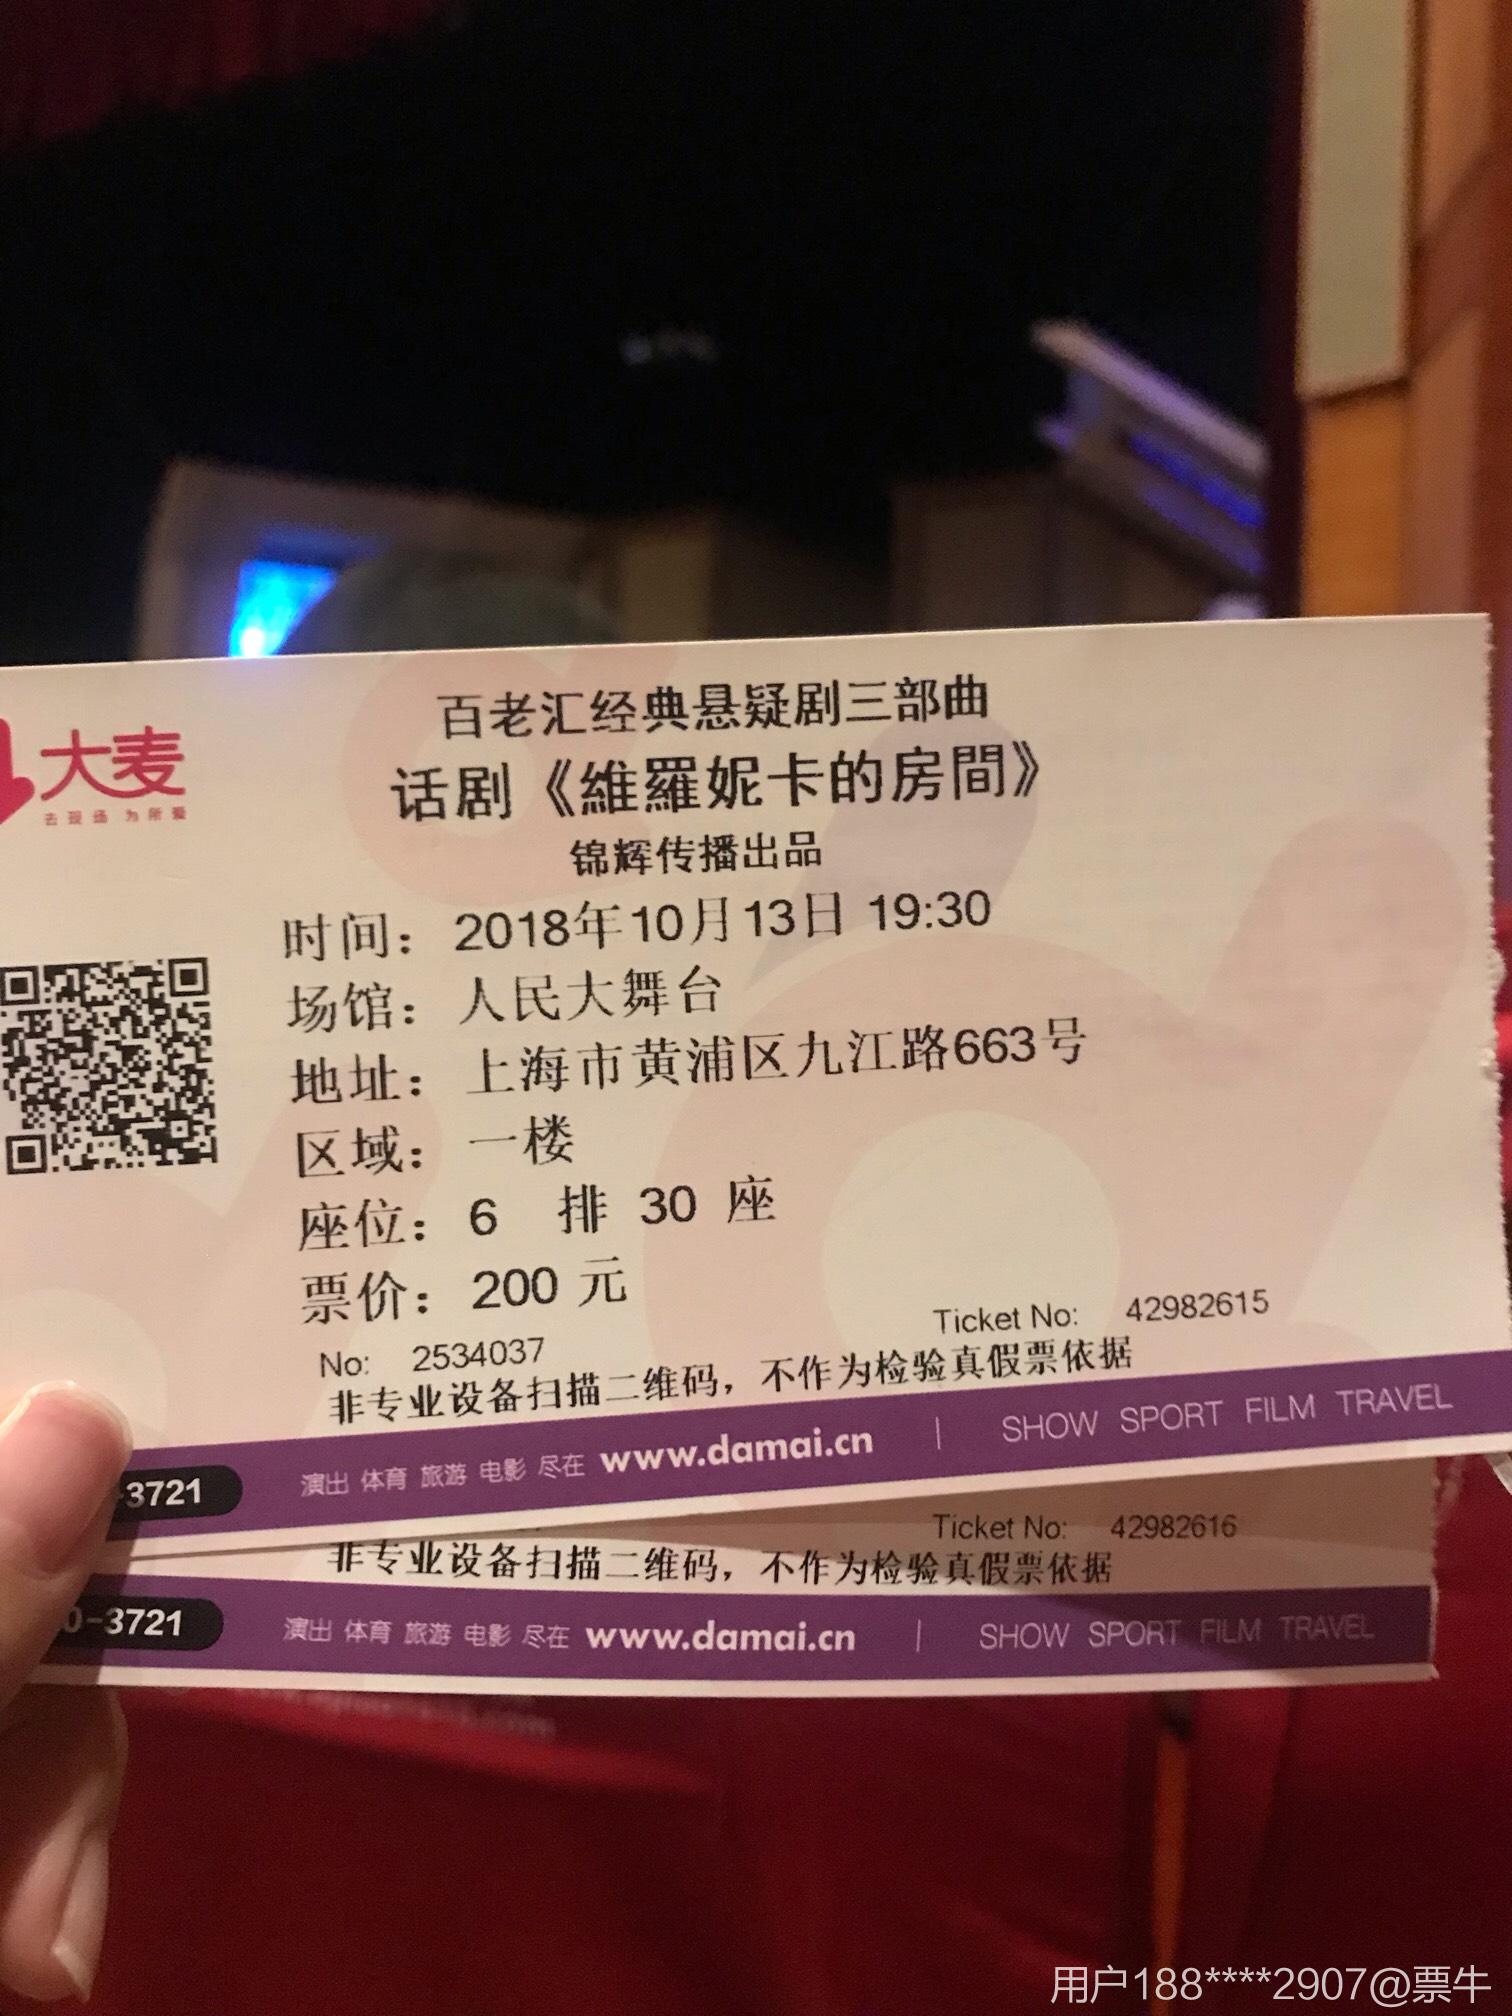 大麦
去现场 为所爱
百老汇经典悬疑剧三部曲
话剧《維羅妮卡的房間》
锦辉传播出品
时间：2018年10月13日 19:30
场馆：人民大舞台
地址：上海市黄浦区九江路663号
区域：一楼
座位：6 排 30 座
票价：200 元
No: 2534037 Ticket No: 42982615
非专业设备扫描二维码，不作为检验真假票依据
-3721 演出 体育 旅游 电影 尽在 www.damai.cn | SHOW SPORT FILM TRAVEL
Ticket No: 42982616
非专业设备扫描二维码，不作为检验真假票依据
0-3721 演出 体育 旅游 电影 尽在 www.damai.cn | SHOW SPORT FILM TRAVEL
用户188****2907@票牛